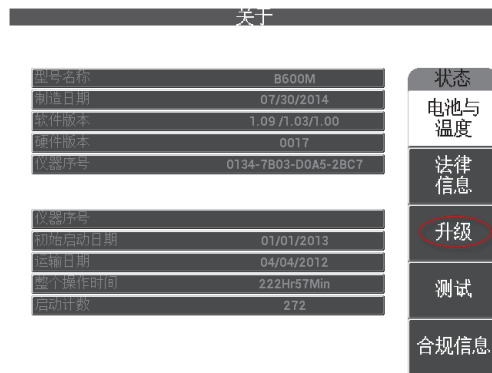 关于
型号名称 B600M
制造日期 07/30/2014
软件版本 1.09 /1.03/1.00
硬件版本 0017
仪器序号 0134-7B03-D0A5-2BC7
仪器序号
初始启动日期 01/01/2013
运输日期 04/04/2012
整个操作时间 222Hr57Min
启动计数 272
状态
电池与
温度
法律
信息
升级
测试
合规信息